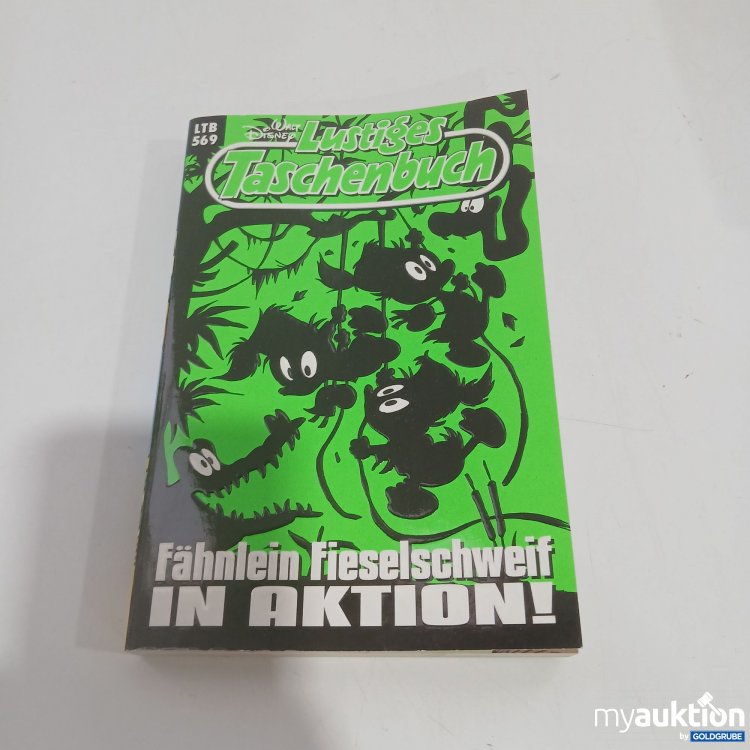 LTB
569
WALT
DISNEY
Lustiges
Taschenbuch
Fähnlein Fieselschweif
IN AKTION!
myauktion
by GOLDGRUBE